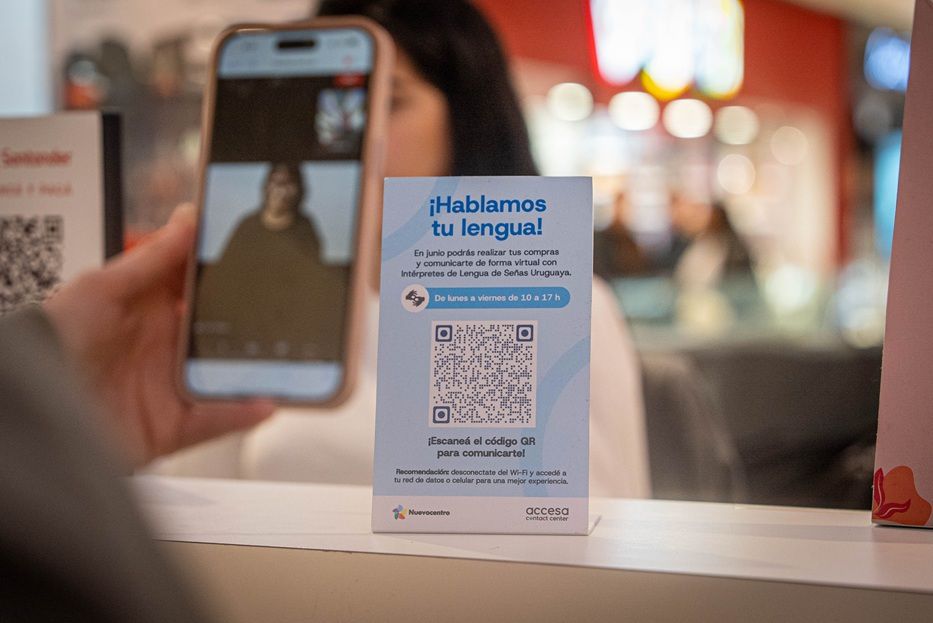 Santander
¡Hablamos
tu lengua!
En junio podrás realizar tus compras
y comunicarte de forma virtual con
Intérpretes de Lengua de Señas Uruguaya.
De lunes a viernes de 10 a 17 h
¡Escaneá el código QR
para comunicarte!
Recomendación: desconectate del Wi-Fi y accedé a
tu red de datos o celular para una mejor experiencia.
Nuevocentro
accesa
contact center